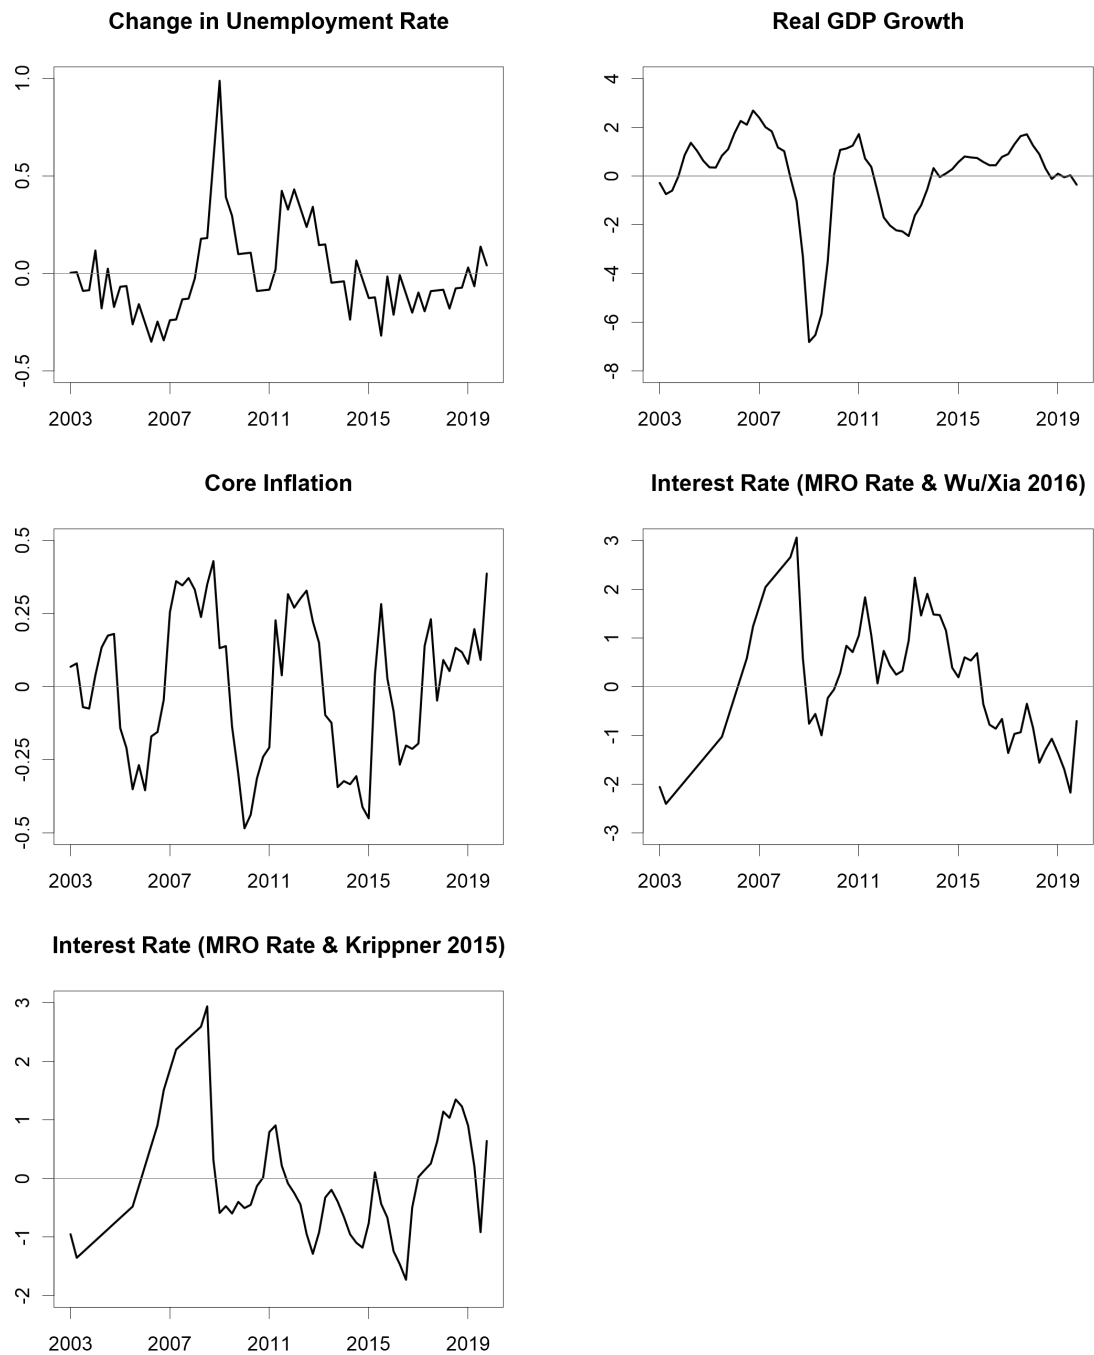 Change in Unemployment Rate
1.0
0.5
0.0
-0.5
2003 2007 2011 2015 2019
Real GDP Growth
4
2
0
-2
-4
-6
-8
2003 2007 2011 2015 2019
Core Inflation
0.5
0.25
0
-0.25
-0.5
2003 2007 2011 2015 2019
Interest Rate (MRO Rate & Wu/Xia 2016)
3
2
1
0
-1
-2
-3
2003 2007 2011 2015 2019
Interest Rate (MRO Rate & Krippner 2015)
3
2
1
0
-1
-2
2003 2007 2011 2015 2019